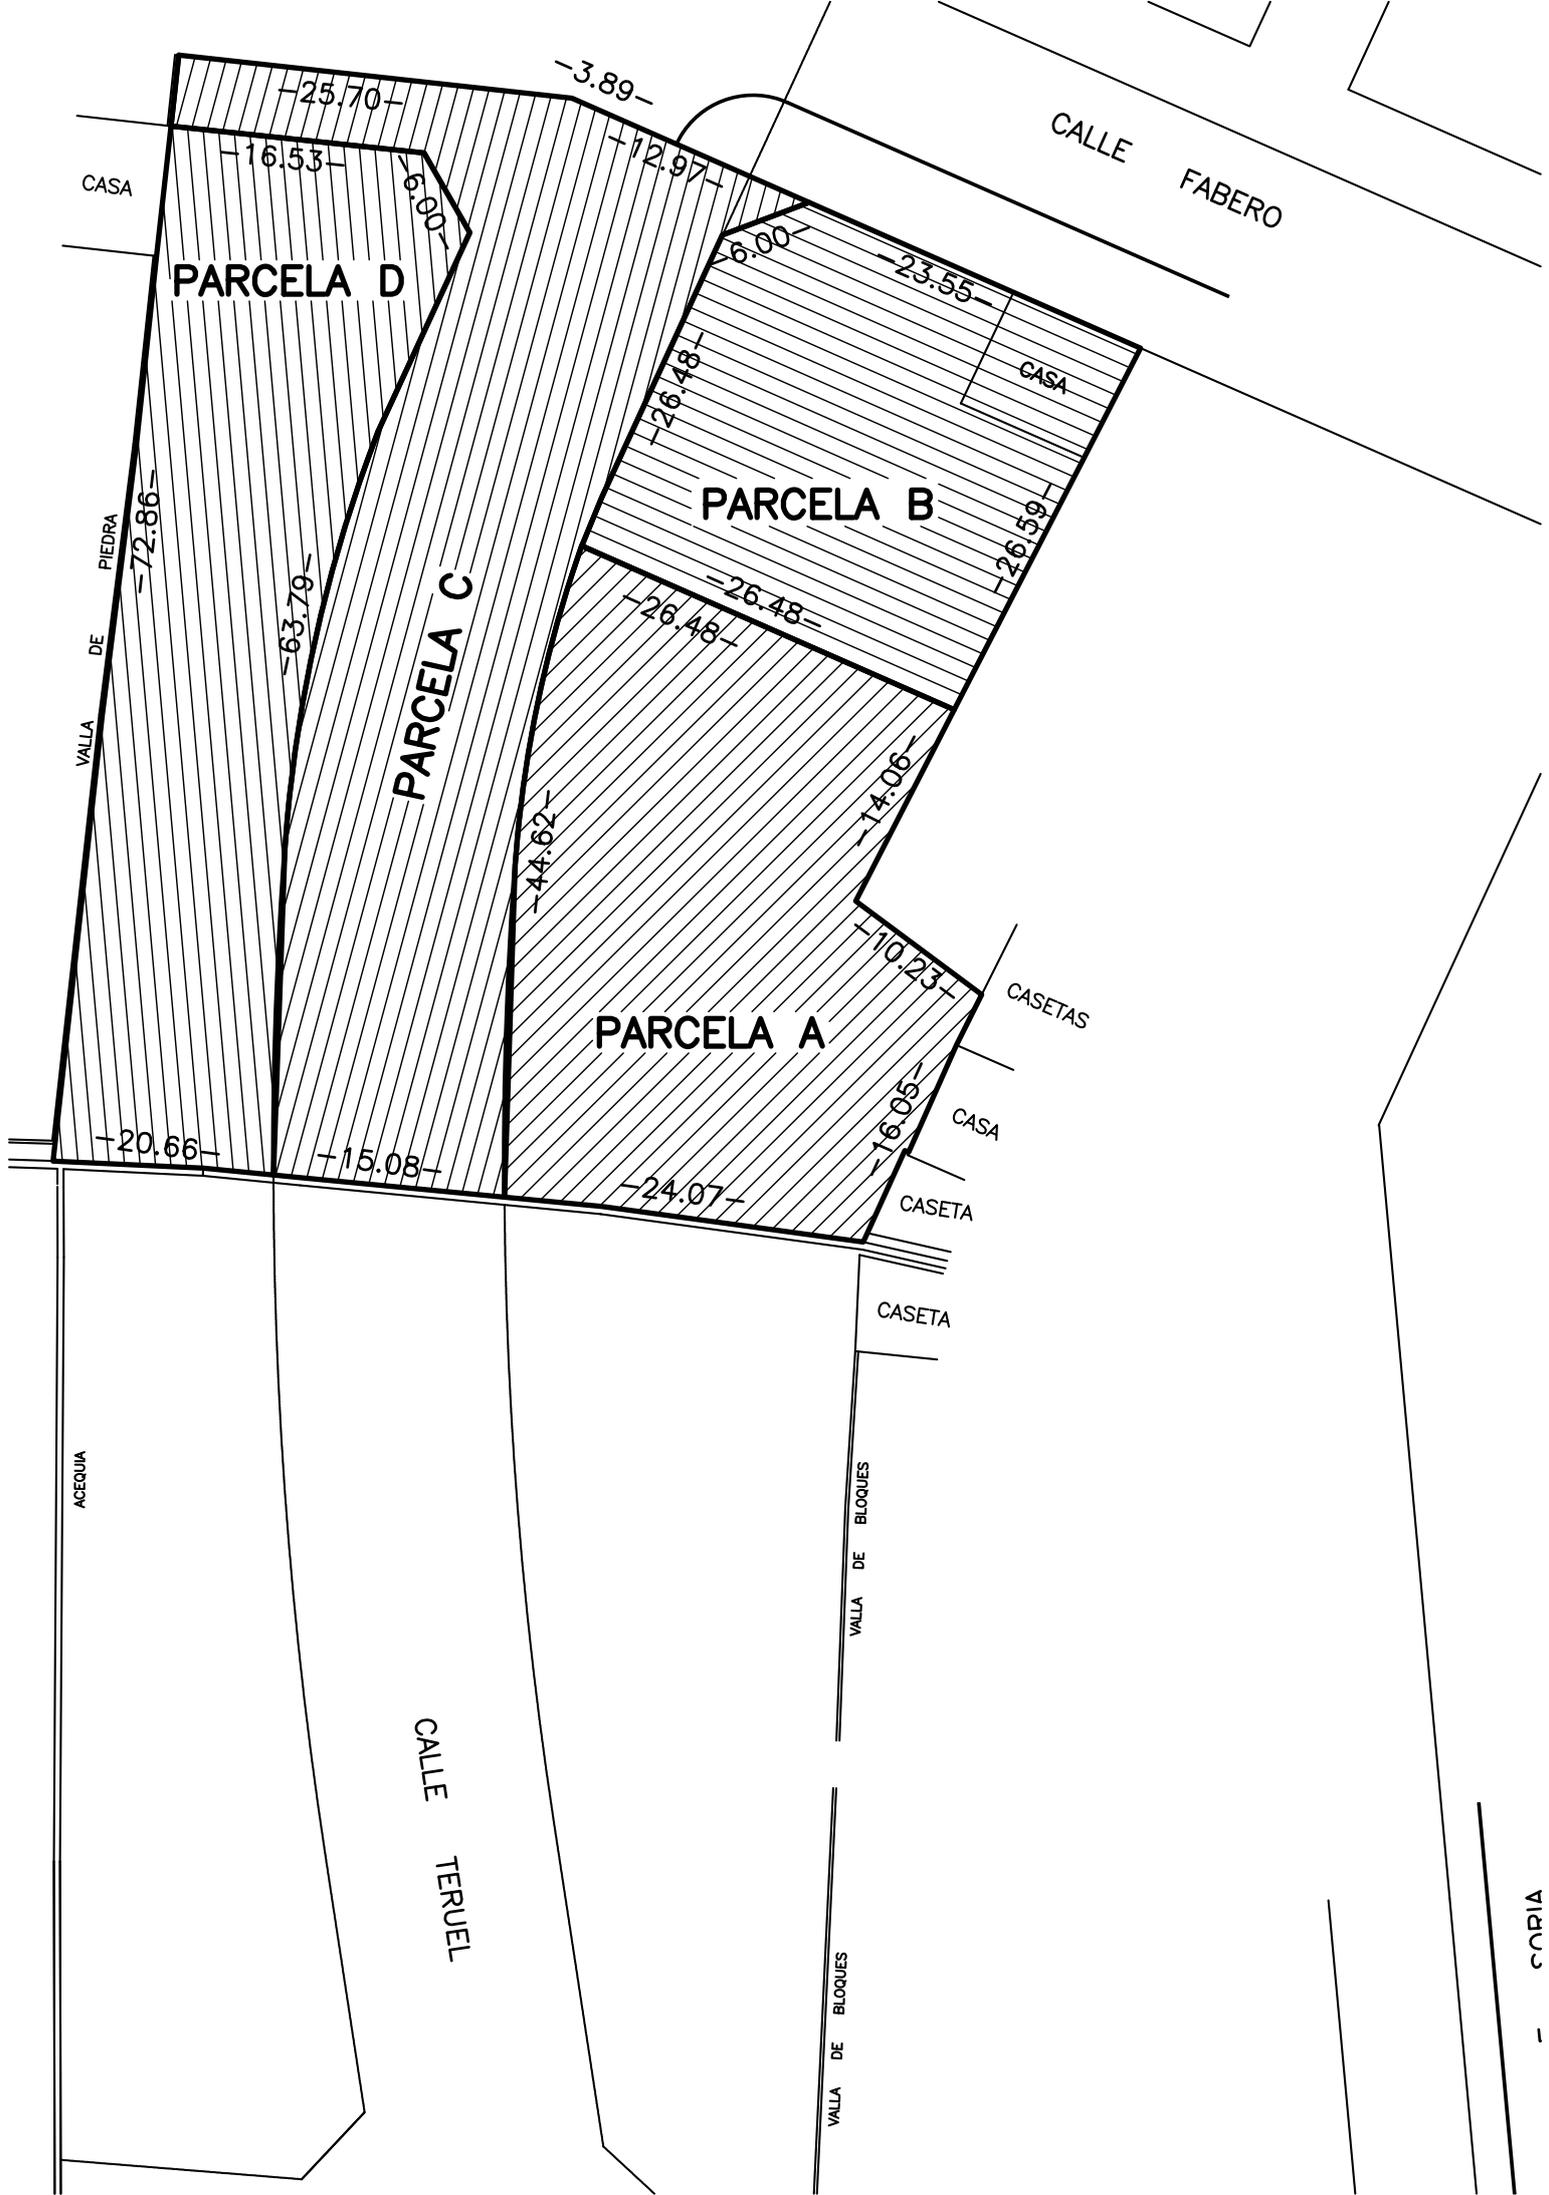 -3.89-
-25.70-
CALLE FABERO
-12.97-
-16.53-
-6.00-
CASA
-6.00-
-23.55-
PARCELA D
-26.48-
CASA
PARCELA B
-26.59-
-72.86-
VALLA DE PIEDRA
-63.79-
PARCELA C
-26.48-
-26.48-
-14.06-
-44.62-
-10.23-
CASETAS
PARCELA A
-16.05-
CASA
-20.66-
-15.08-
-24.07-
CASETA
CASETA
ACEQUIA
VALLA DE BLOQUES
CALLE TERUEL
VALLA DE BLOQUES
SORIA